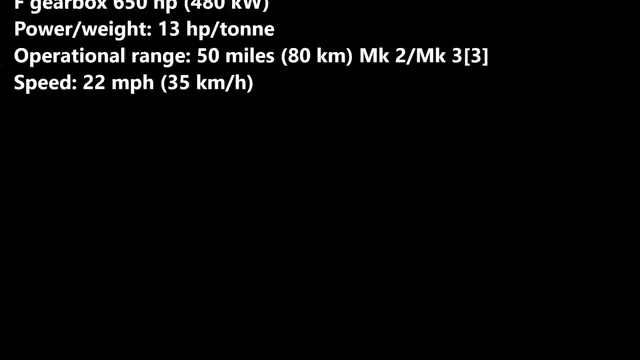 F gearbox 650 hp (480 kW)
Power/weight: 13 hp/tonne
Operational range: 50 miles (80 km) Mk 2/Mk 3[3]
Speed: 22 mph (35 km/h)